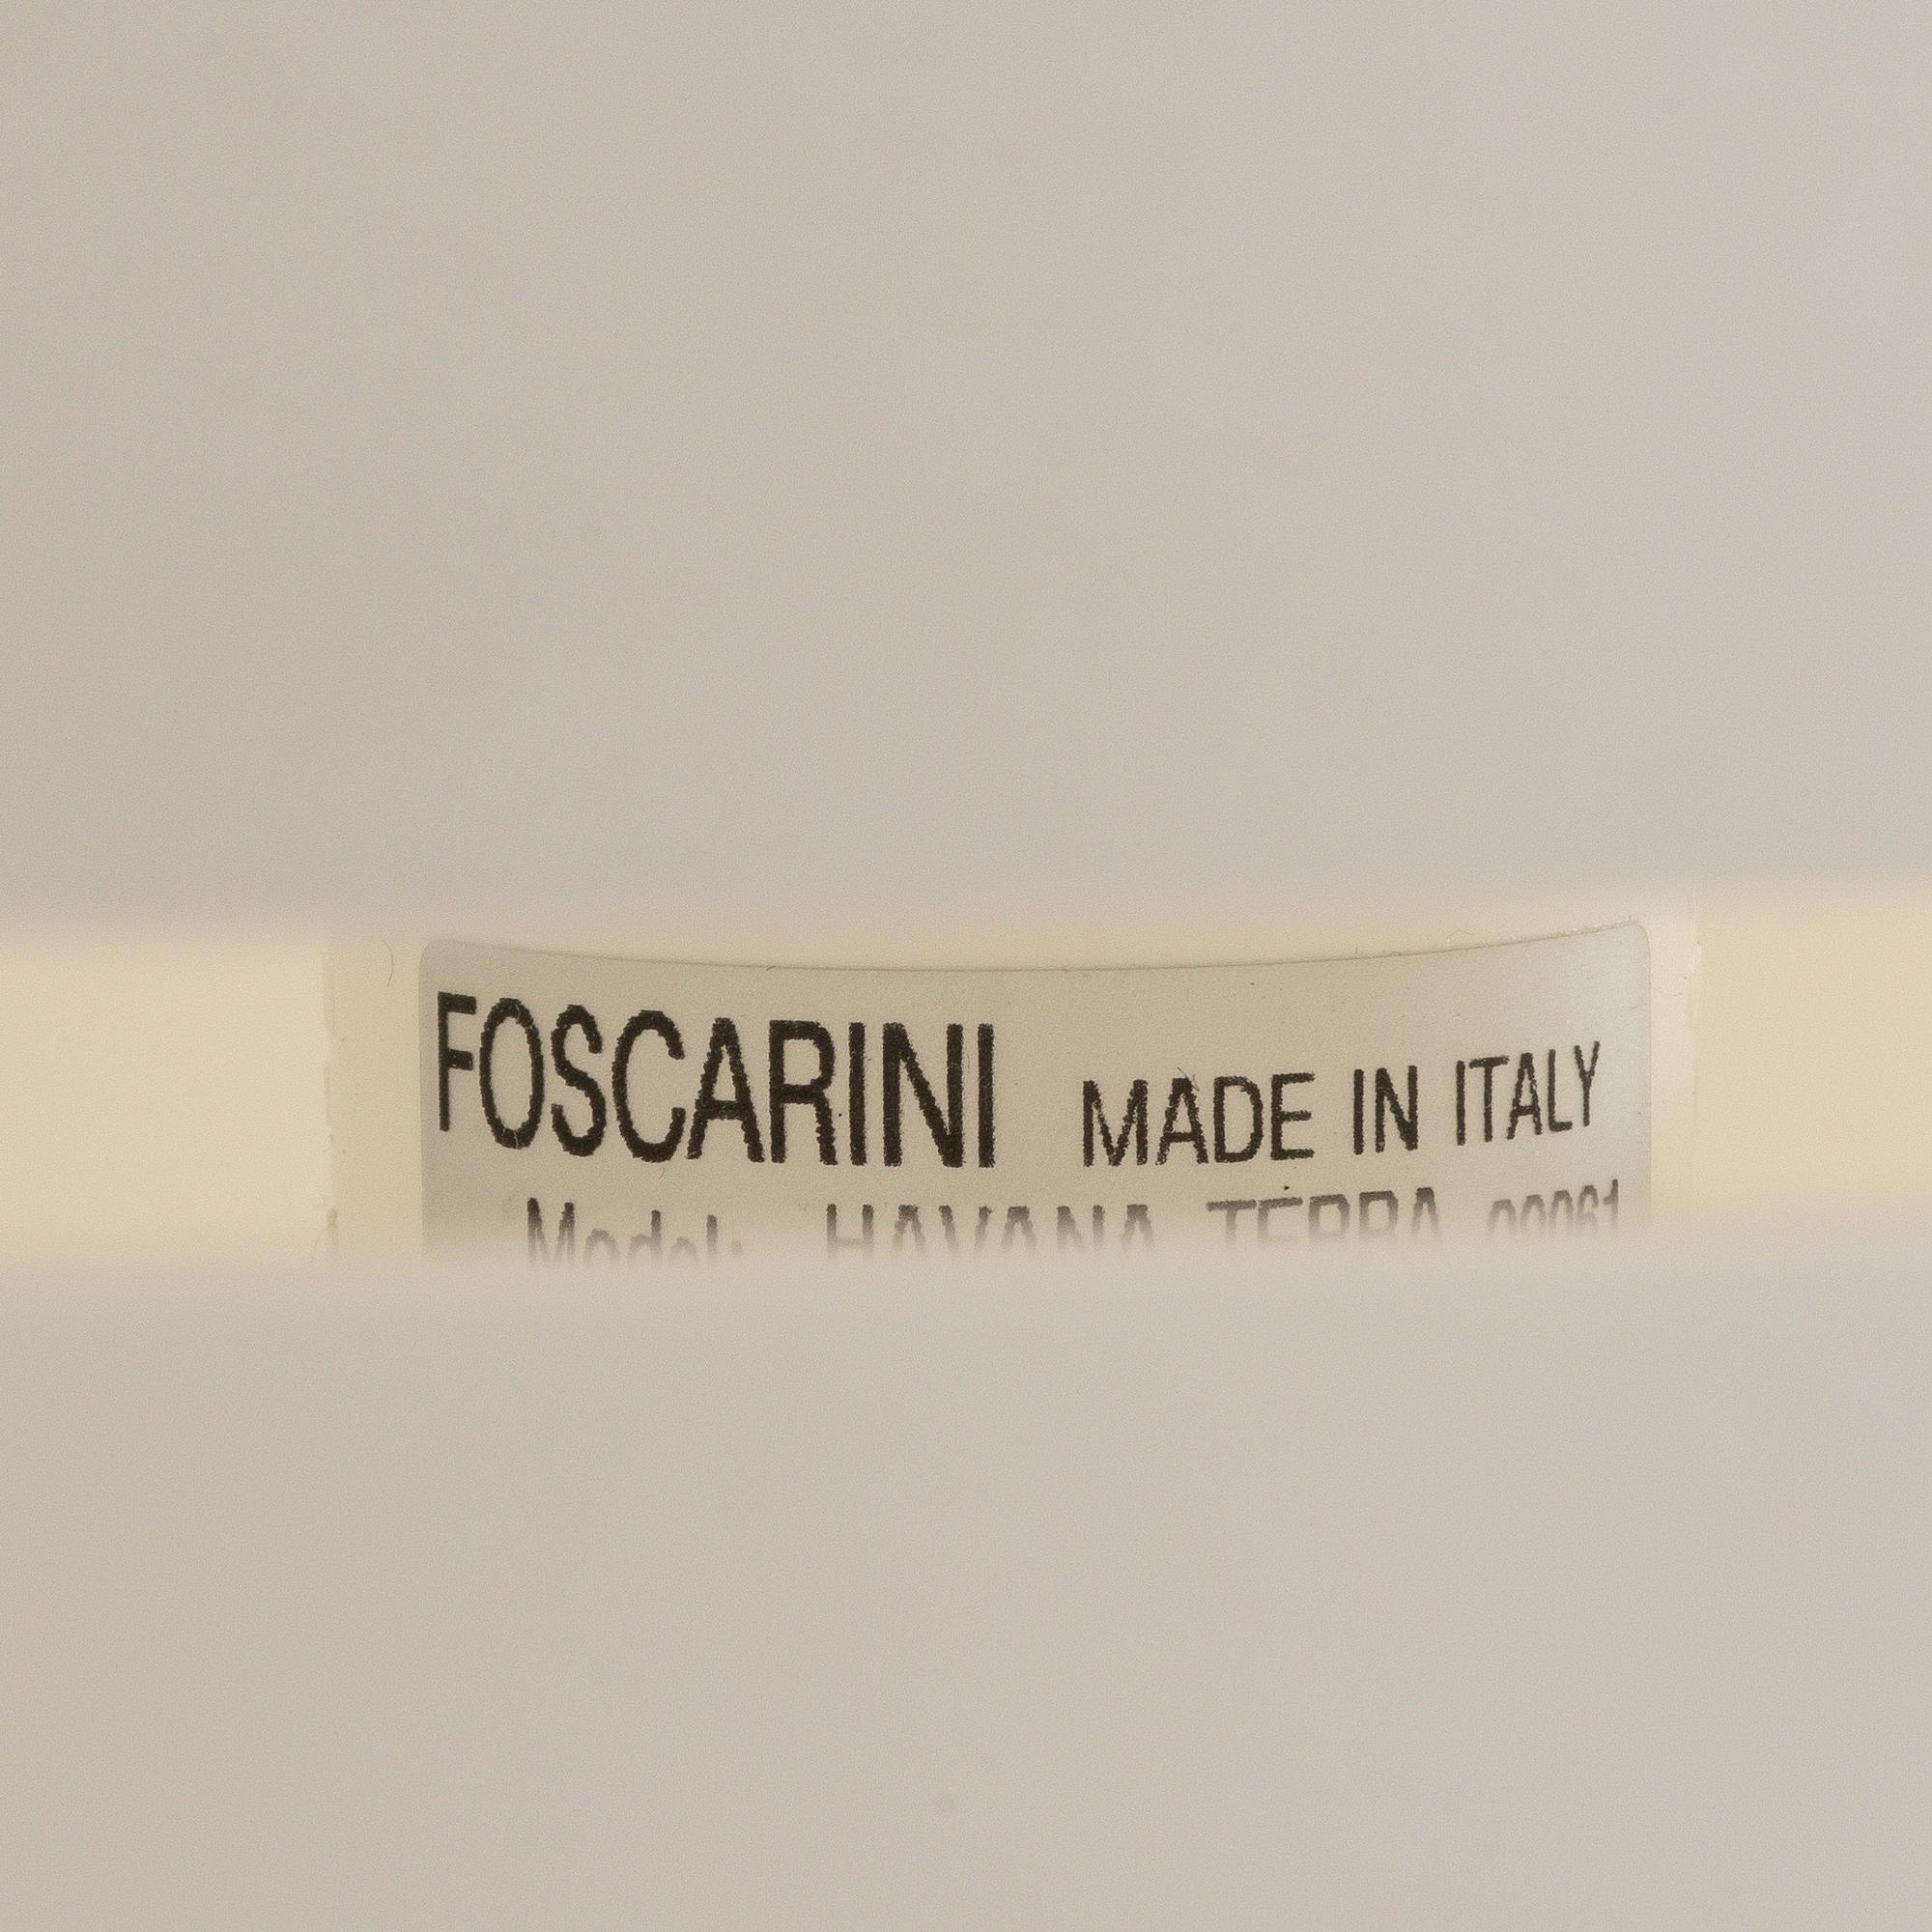 FOSCARINI MADE IN ITALY
Model: HAVANA TERRA